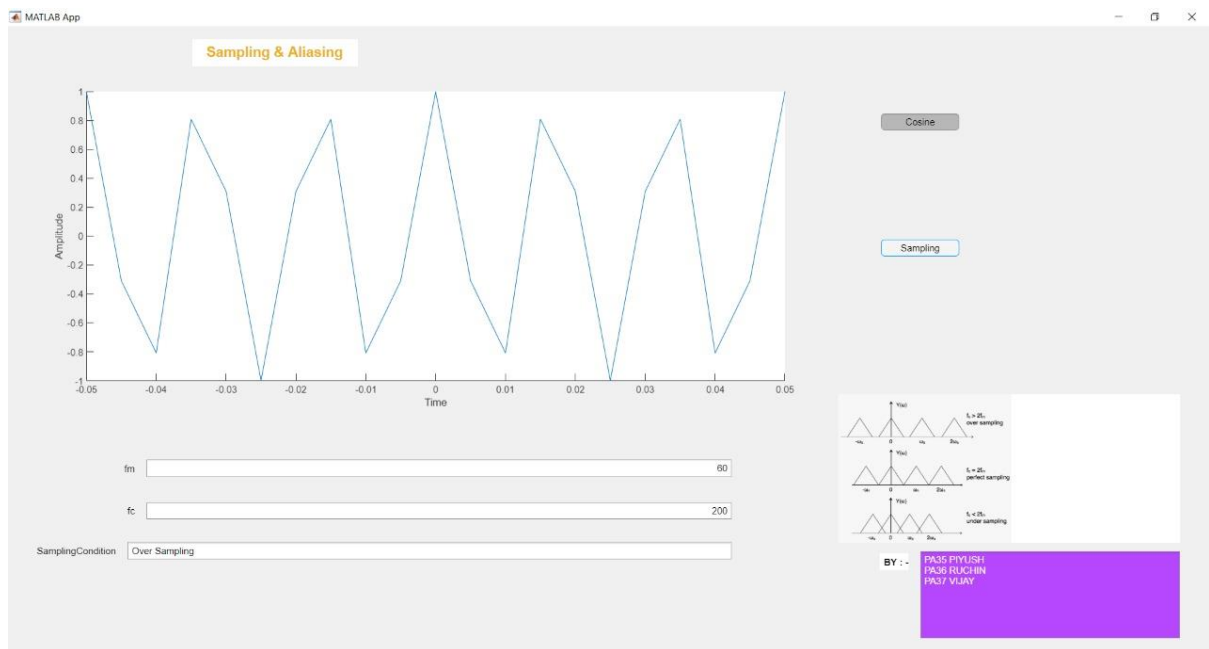 MATLAB App
Sampling & Aliasing
1
0.8
0.6
0.4
0.2
0
-0.2
-0.4
-0.6
-0.8
-1
Amplitude
-0.05 -0.04 -0.03 -0.02 -0.01 0 0.01 0.02 0.03 0.04 0.05
Time
Cosine
Sampling
fm 60
fc 200
SamplingCondition Over Sampling
over sampling
0
perfect sampling
0
under sampling
0
BY : -
PA35 PIYUSH
PA36 RUCHIN
PA37 VIJAY